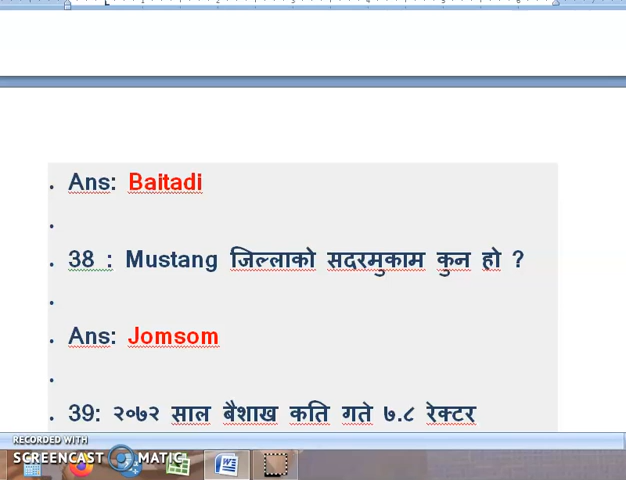 Ans: Baitadi
38 : Mustang जिल्लाको सदरमुकाम कुन हो ?
Ans: Jomsom
39: २०७२ साल बैशाख कति गते ७.८ रेक्टर
RECORDED WITH
SCREENCAST MATIC